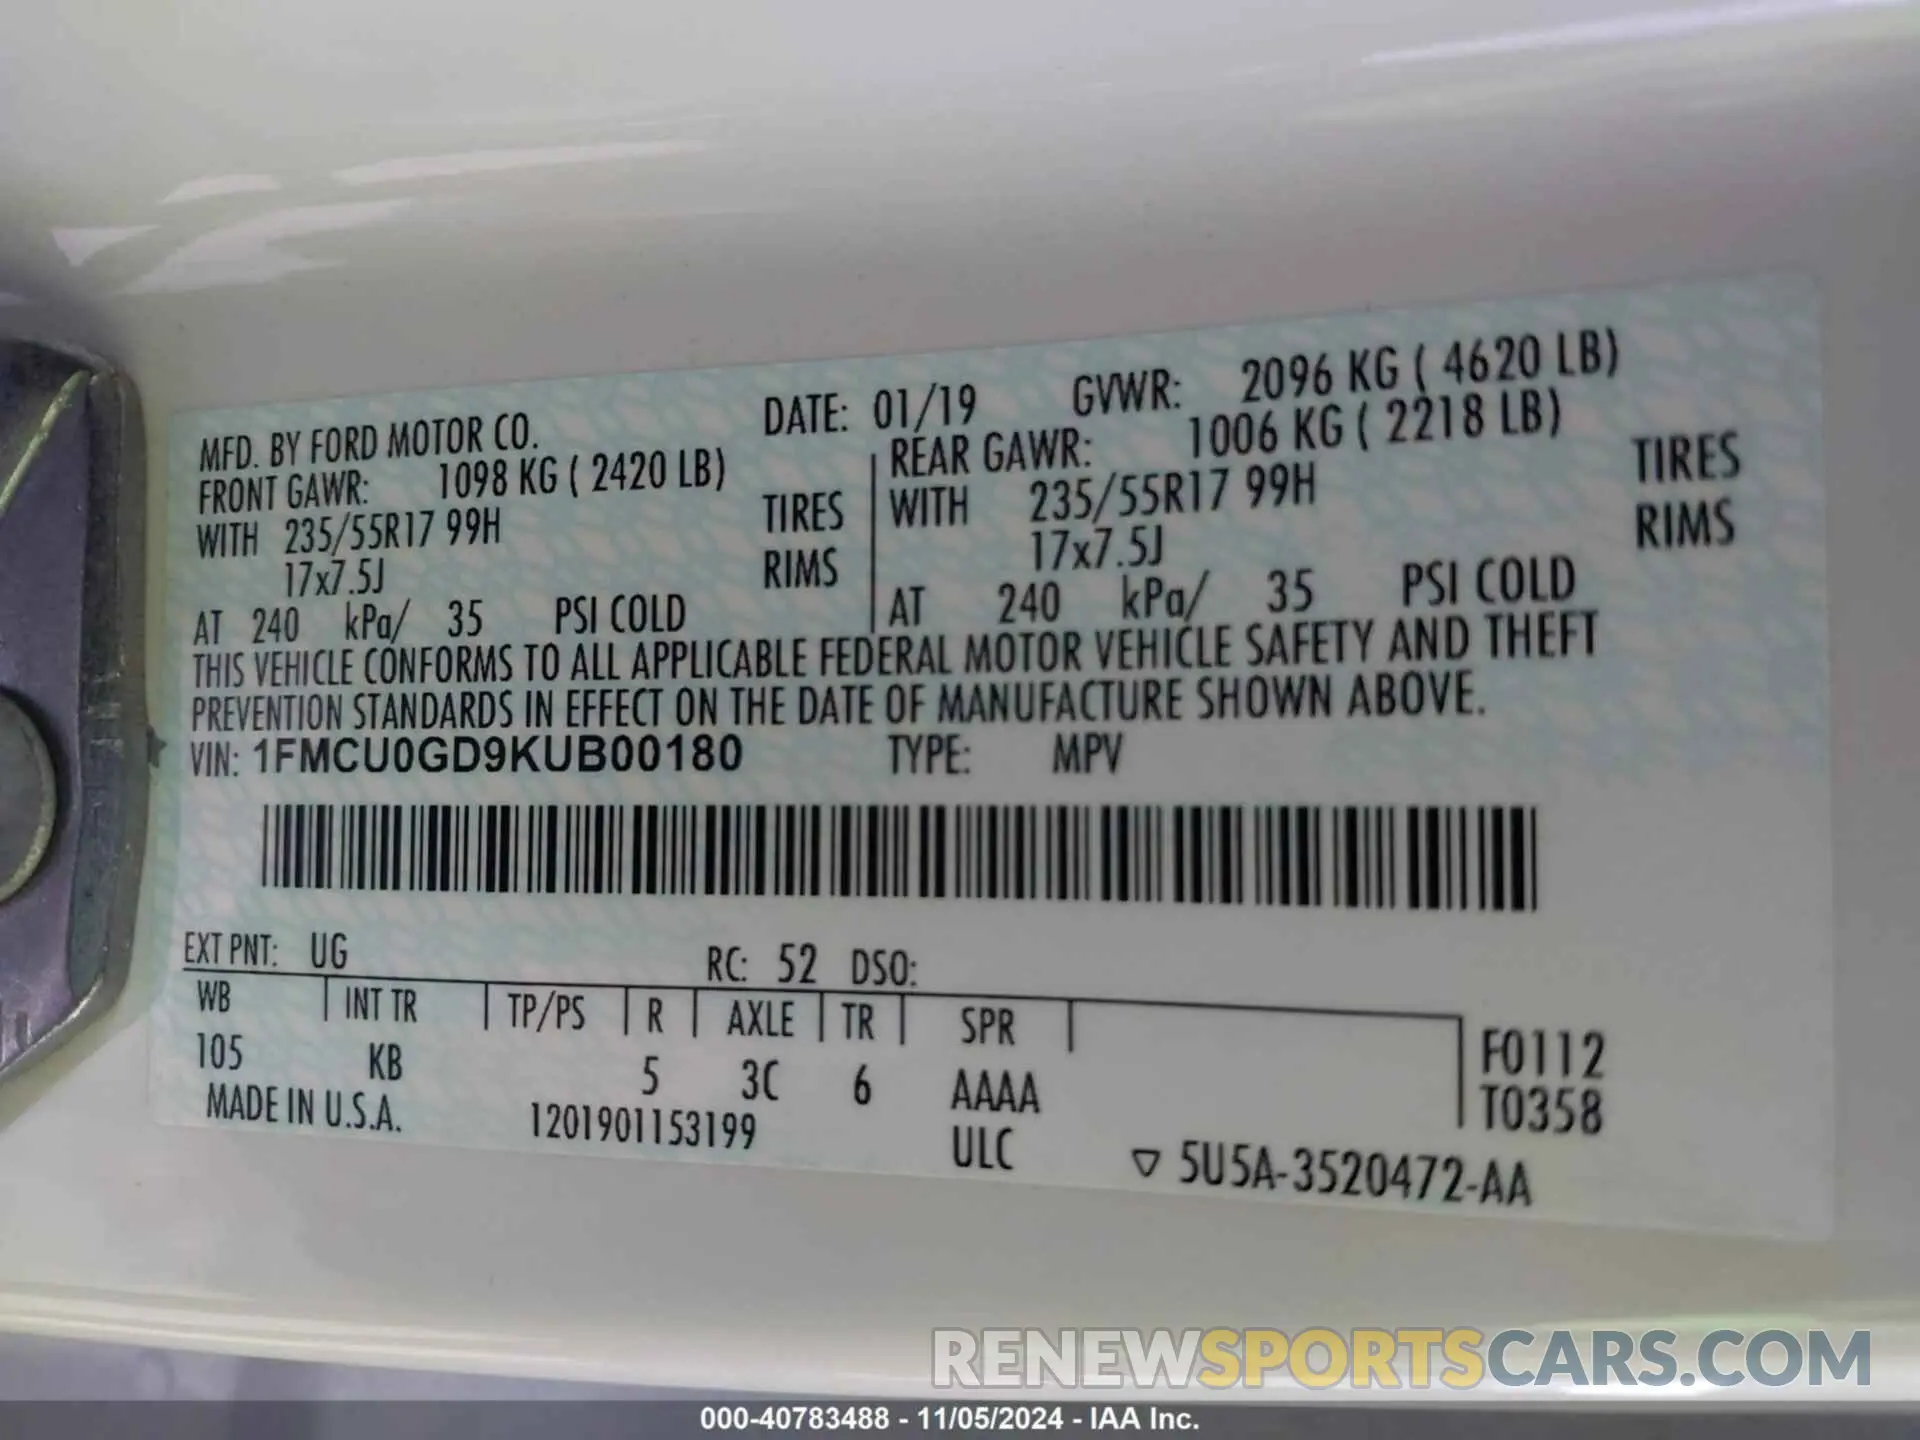 MFD. BY FORD MOTOR CO. DATE: 01/19 GVWR: 2096 KG ( 4620 LB)
FRONT GAWR: 1098 KG ( 2420 LB) REAR GAWR: 1006 KG ( 2218 LB)
WITH 235/55R17 99H TIRES WITH 235/55R17 99H TIRES
17x7.5J RIMS 17x7.5J RIMS
AT 240 kPa/ 35 PSI COLD AT 240 kPa/ 35 PSI COLD
THIS VEHICLE CONFORMS TO ALL APPLICABLE FEDERAL MOTOR VEHICLE SAFETY AND THEFT
PREVENTION STANDARDS IN EFFECT ON THE DATE OF MANUFACTURE SHOWN ABOVE.
VIN: 1FMCU0GD9KUB00180 TYPE: MPV
EXT PNT: UG RC: 52 DSO:
WB INT TR TP/PS R AXLE TR SPR
105 KB 5 3C 6 AAAA F0112
T0358
MADE IN U.S.A. 1201901153199 ULC ▽ 5U5A-3520472-AA
RENEWSPORTSCARS.COM
000-40783488 - 11/05/2024 - IAA Inc.